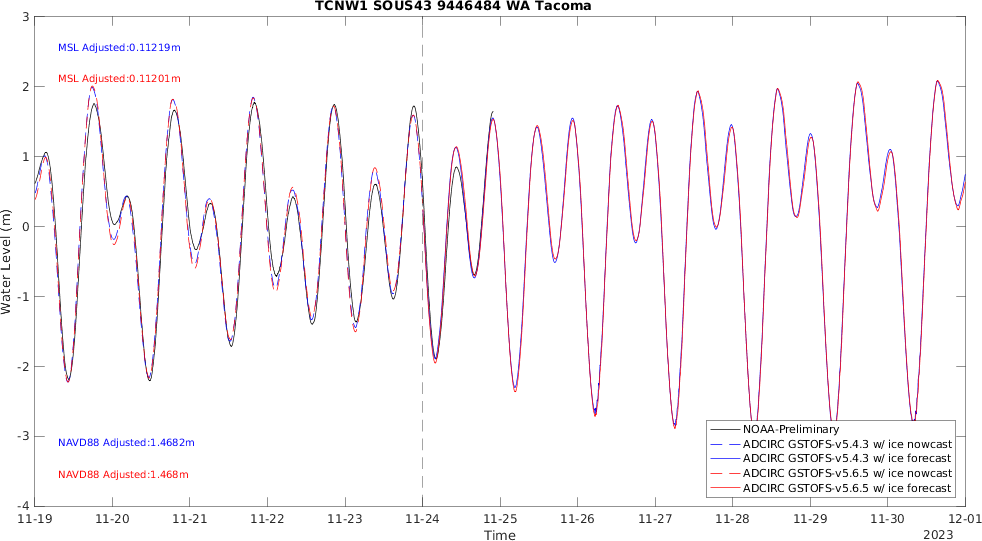 TCNW1 SOUS43 9446484 WA Tacoma
MSL Adjusted:0.11219m
MSL Adjusted:0.11201m
NAVD88 Adjusted:1.4682m
NAVD88 Adjusted:1.468m
Water Level (m)
3
2
1
0
-1
-2
-3
-4
11-19
11-20
11-21
11-22
11-23
11-24
11-25
11-26
11-27
11-28
11-29
11-30
12-01
Time
2023
NOAA-Preliminary
ADCIRC GSTOFS-v5.4.3 w/ ice nowcast
ADCIRC GSTOFS-v5.4.3 w/ ice forecast
ADCIRC GSTOFS-v5.6.5 w/ ice nowcast
ADCIRC GSTOFS-v5.6.5 w/ ice forecast